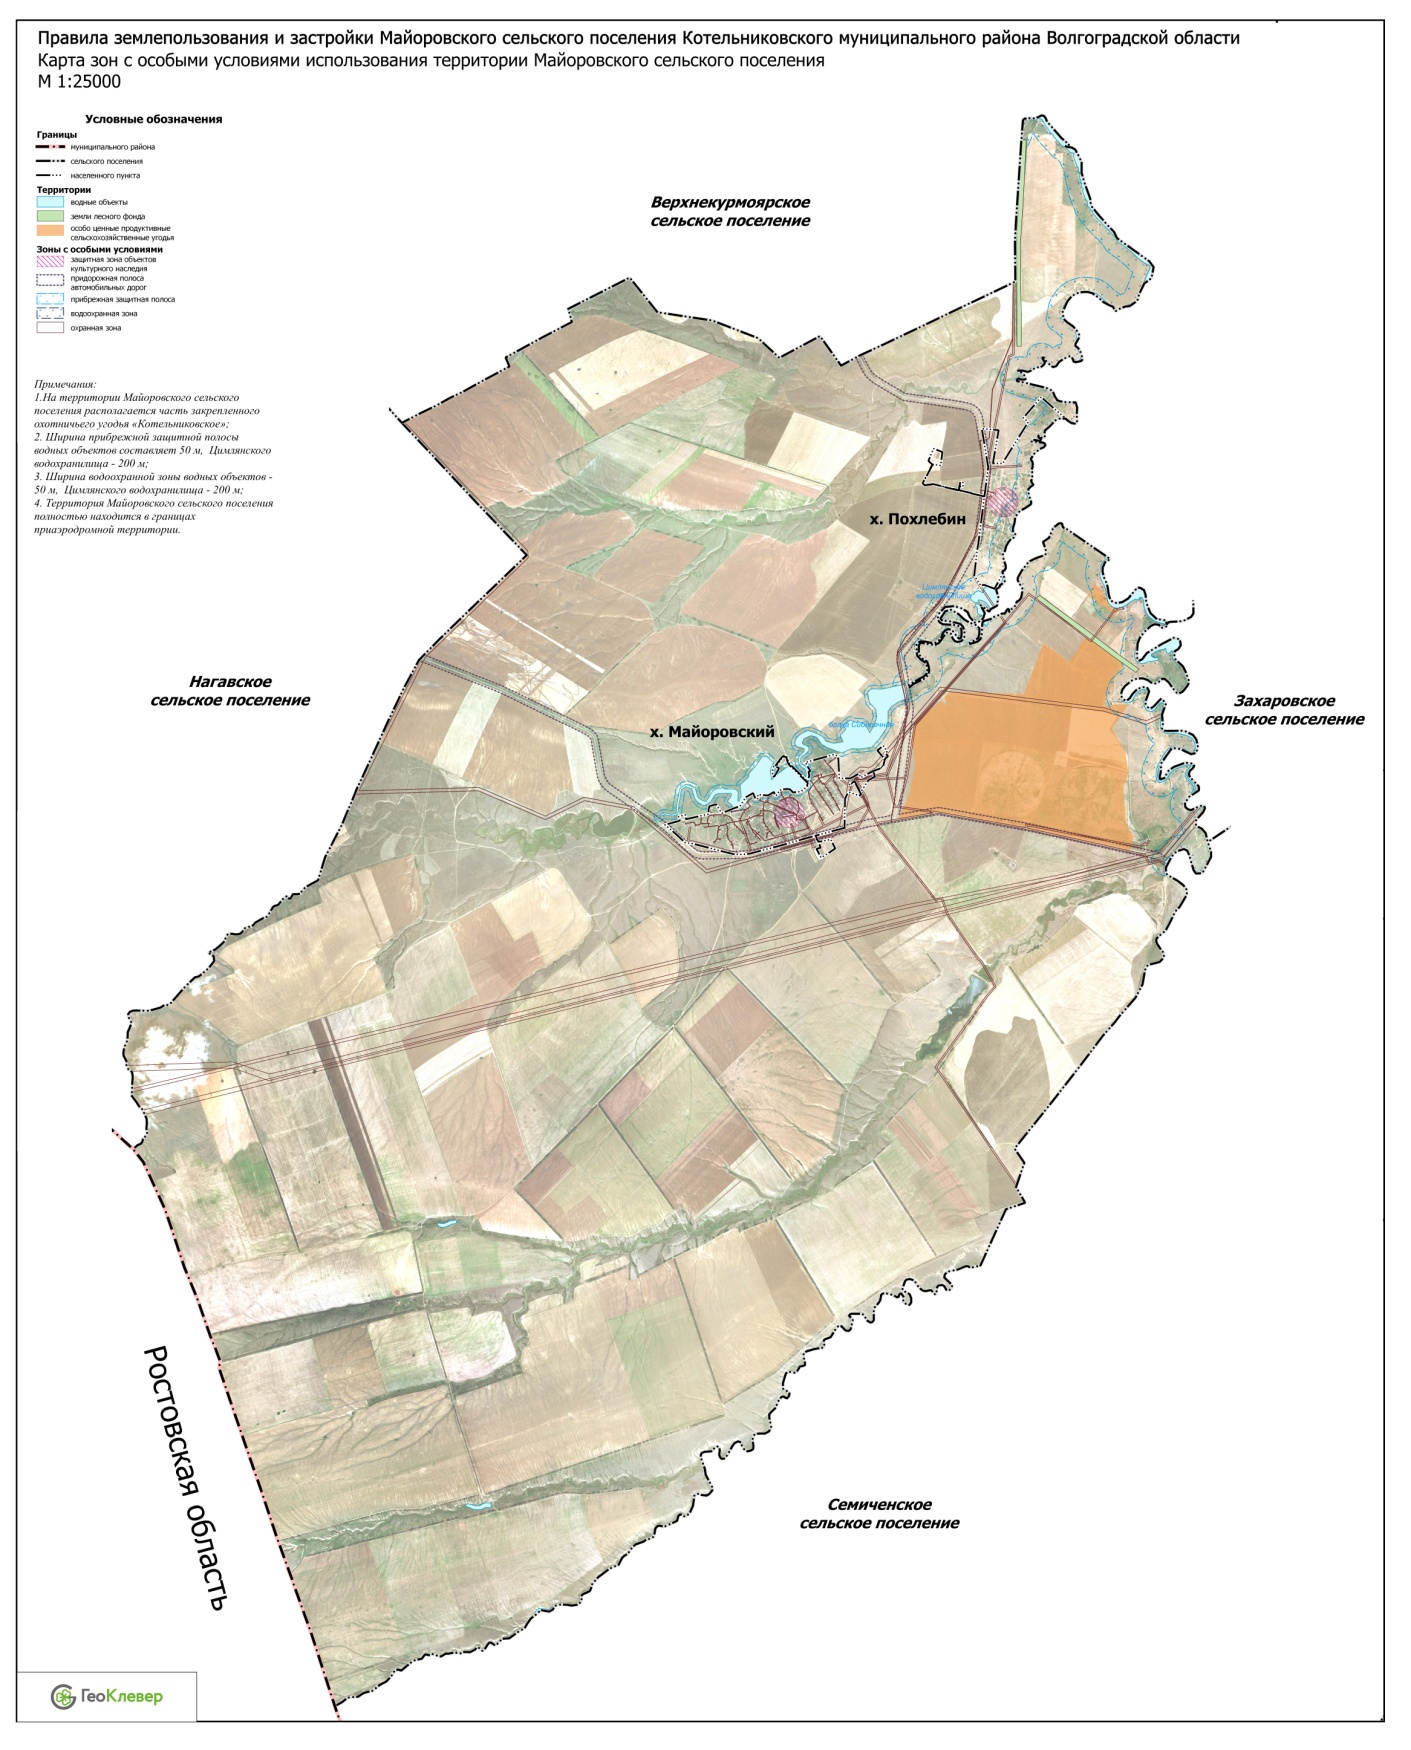 Правила землепользования и застройки Майоровского сельского поселения Котельниковского муниципального района Волгоградской области
Карта зон с особыми условиями использования территории Майоровского сельского поселения
М 1:25000
Условные обозначения
Границы
муниципального района
сельского поселения
населенного пункта
Территории
водные объекты
земли лесного фонда
особо ценные продуктивные
сельскохозяйственные угодья
Зоны с особыми условиями
защитная зона объектов
культурного наследия
придорожная полоса
автомобильных дорог
прибрежная защитная полоса
водоохранная зона
охранная зона
Примечания:
1.На территории Майоровского сельского
поселения располагается часть закрепленного
охотничьего угодья «Котельниковское»;
2. Ширина прибрежной защитной полосы
водных объектов составляет 50 м, Цимлянского
водохранилища - 200 м;
3. Ширина водоохранной зоны водных объектов -
50 м, Цимлянского водохранилища - 200 м;
4. Территория Майоровского сельского поселения
полностью находится в границах
приаэродромной территории.
Верхнекурмоярское
сельское поселение
х. Похлебин
Цимлянское
водохранилище
Нагавское
сельское поселение
Захаровское
сельское поселение
х. Майоровский
балка
Ростовская область
Семиченское
сельское поселение
ГеоКлевер